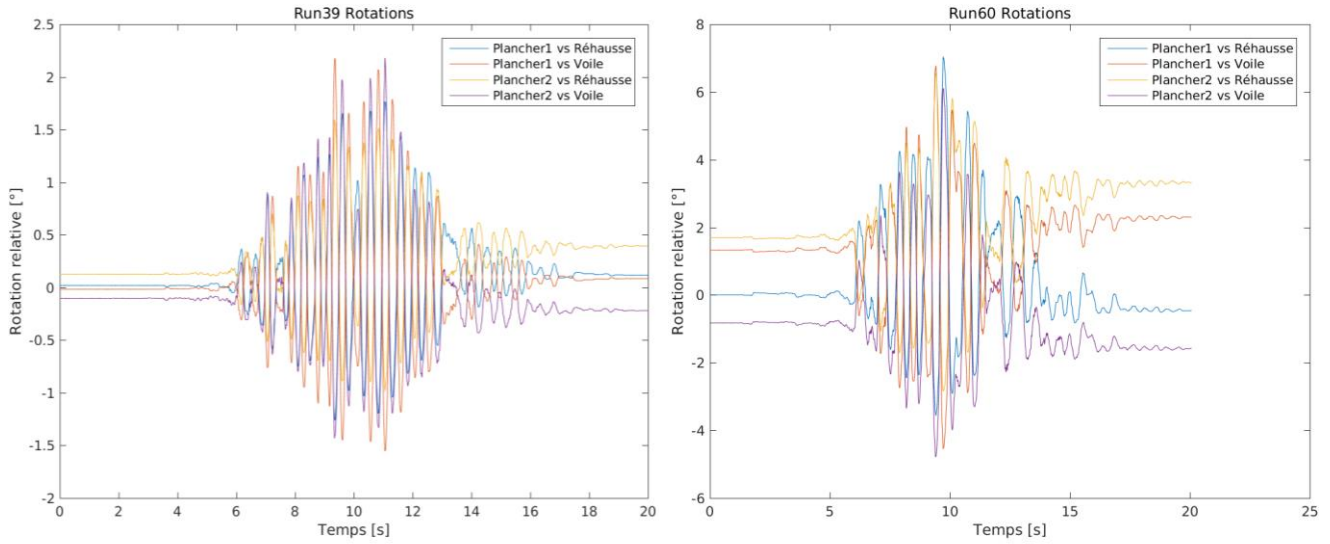 Run39 Rotations
2.5
2
1.5
1
0.5
0
-0.5
-1
-1.5
-2
Rotation relative [°]
Plancher1 vs Réhausse
Plancher1 vs Voile
Plancher2 vs Réhausse
Plancher2 vs Voile
0 2 4 6 8 10 12 14 16 18 20
Temps [s]
Run60 Rotations
8
6
4
2
0
-2
-4
-6
Rotation relative [°]
Plancher1 vs Réhausse
Plancher1 vs Voile
Plancher2 vs Réhausse
Plancher2 vs Voile
0 5 10 15 20 25
Temps [s]